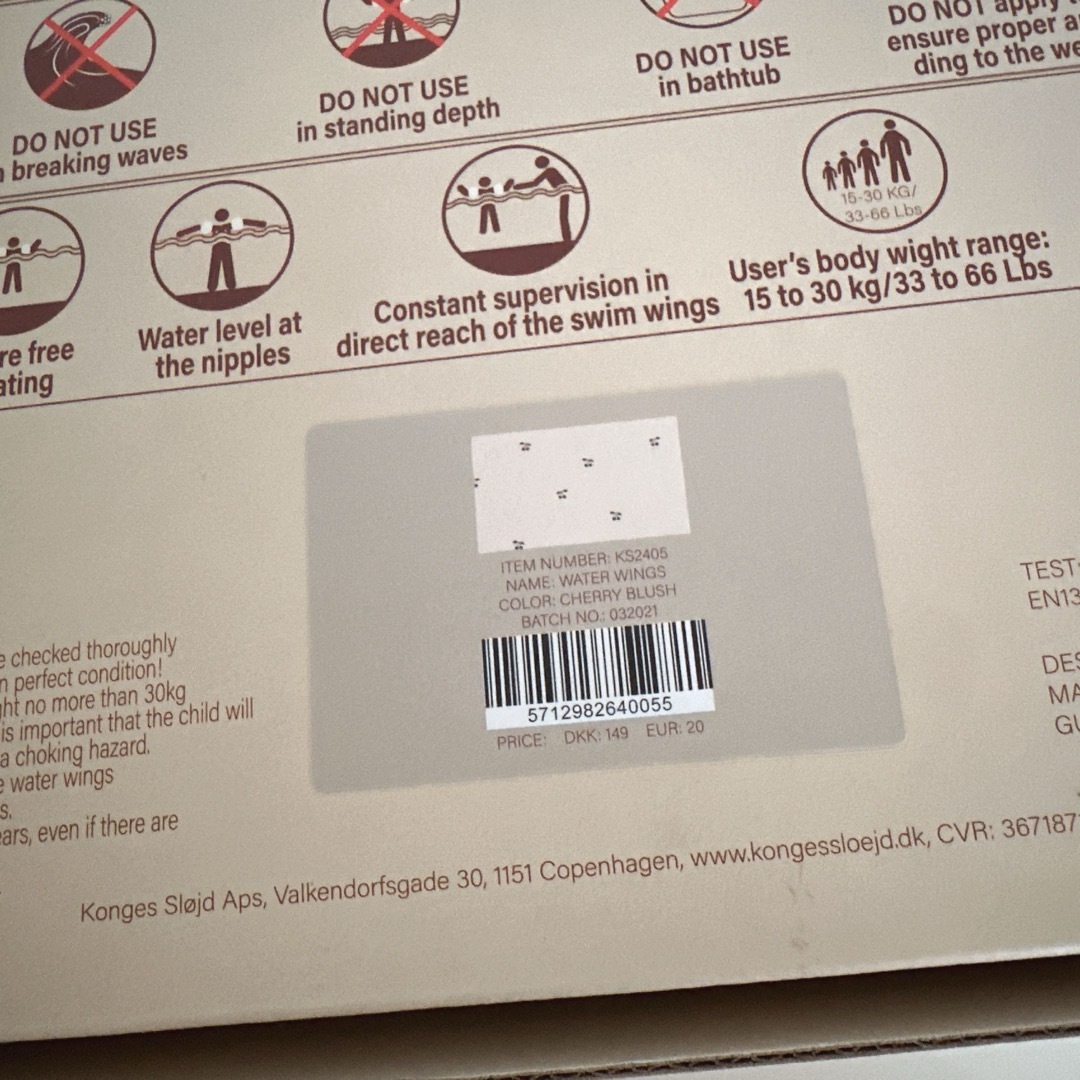 DO NOT USE
breaking waves
DO NOT USE
in standing depth
DO NOT USE
in bathtub
DO NOT apply
ensure proper
ding to the
15-30 KG/
33-66 Lbs
free
Water level at
the nipples
Constant supervision in
direct reach of the swim wings
User's body wight range:
15 to 30 kg/33 to 66 Lbs
checked thoroughly
perfect condition!
no more than 30kg
is important that the child will
a choking hazard.
water wings
even if there are
ITEM NUMBER: KS2405
NAME: WATER WINGS
COLOR: CHERRY BLUSH
BATCH NO.: 032021
5712982640055
PRICE: DKK: 149 EUR: 20
TEST
EN13
Konges Sløjd Aps, Valkendorfsgade 30, 1151 Copenhagen, www.kongessloejd.dk, CVR: 367187